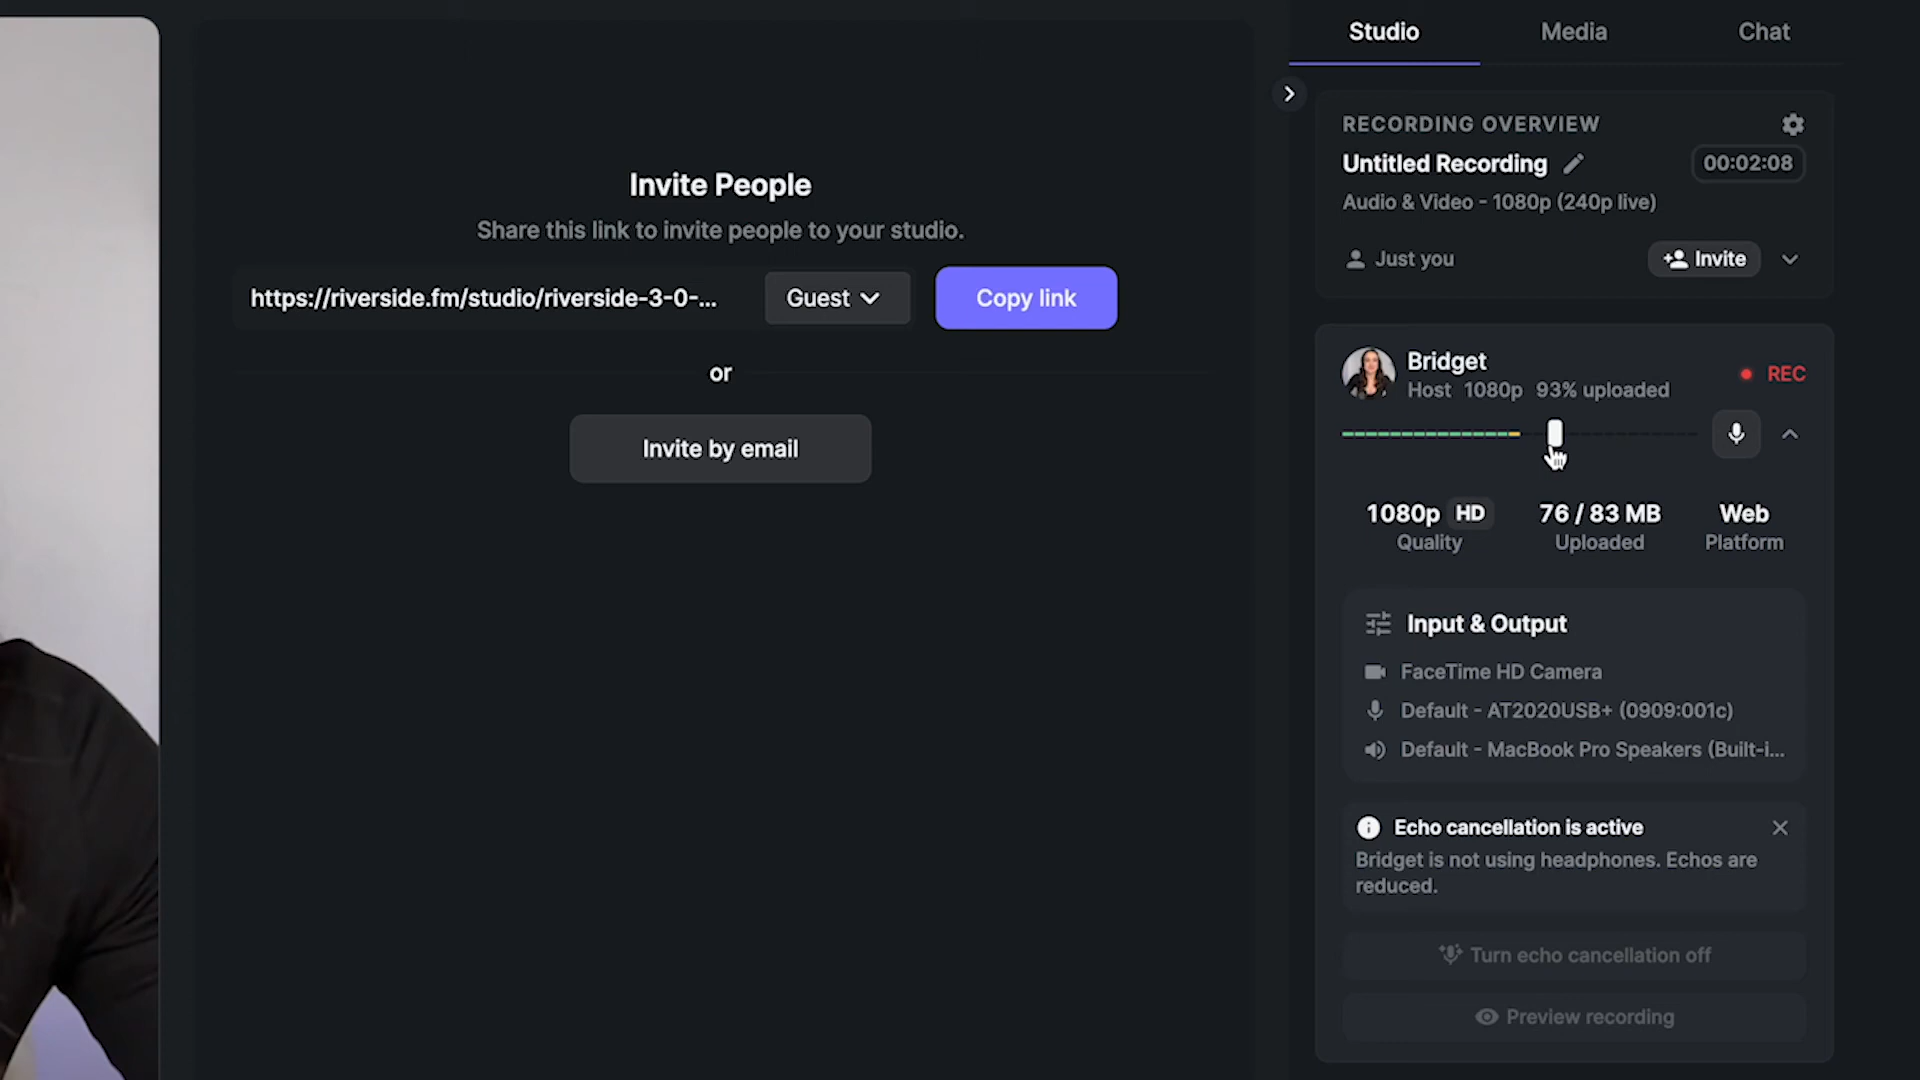 Studio
Media
Chat
RECORDING OVERVIEW
Untitled Recording
00:02:08
Audio & Video - 1080p (240p live)
Just you
Invite
Invite People
Share this link to invite people to your studio.
https://riverside.fm/studio/riverside-3-0-...
Guest
Copy link
or
Invite by email
Bridget
Host 1080p 93% uploaded
REC
1080p HD
Quality
76 / 83 MB
Uploaded
Web
Platform
Input & Output
FaceTime HD Camera
Default - AT2020USB+ (0909:001c)
Default - MacBook Pro Speakers (Built-i...
Echo cancellation is active
Bridget is not using headphones. Echos are
reduced.
Turn echo cancellation off
Preview recording